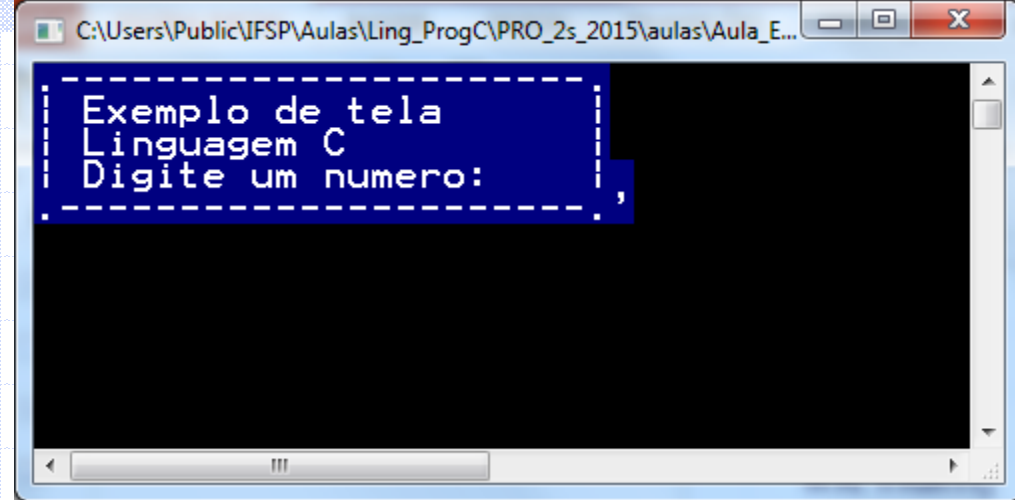 C:\Users\Public\IFSP\Aulas\Ling_ProgC\PRO_2s_2015\aulas\Aula_E...
.----------------------.
| Exemplo de tela      |
| Linguagem C          |
| Digite um numero:    |,
.----------------------.